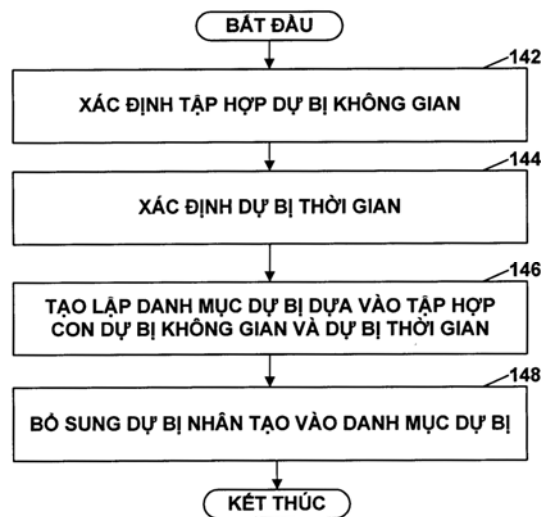 BẮT ĐẦU
142
XÁC ĐỊNH TẬP HỢP DỰ BỊ KHÔNG GIAN
144
XÁC ĐỊNH DỰ BỊ THỜI GIAN
146
TẠO LẬP DANH MỤC DỰ BỊ DỰA VÀO TẬP HỢP
CON DỰ BỊ KHÔNG GIAN VÀ DỰ BỊ THỜI GIAN
148
BỔ SUNG DỰ BỊ NHÂN TẠO VÀO DANH MỤC DỰ BỊ
KẾT THÚC